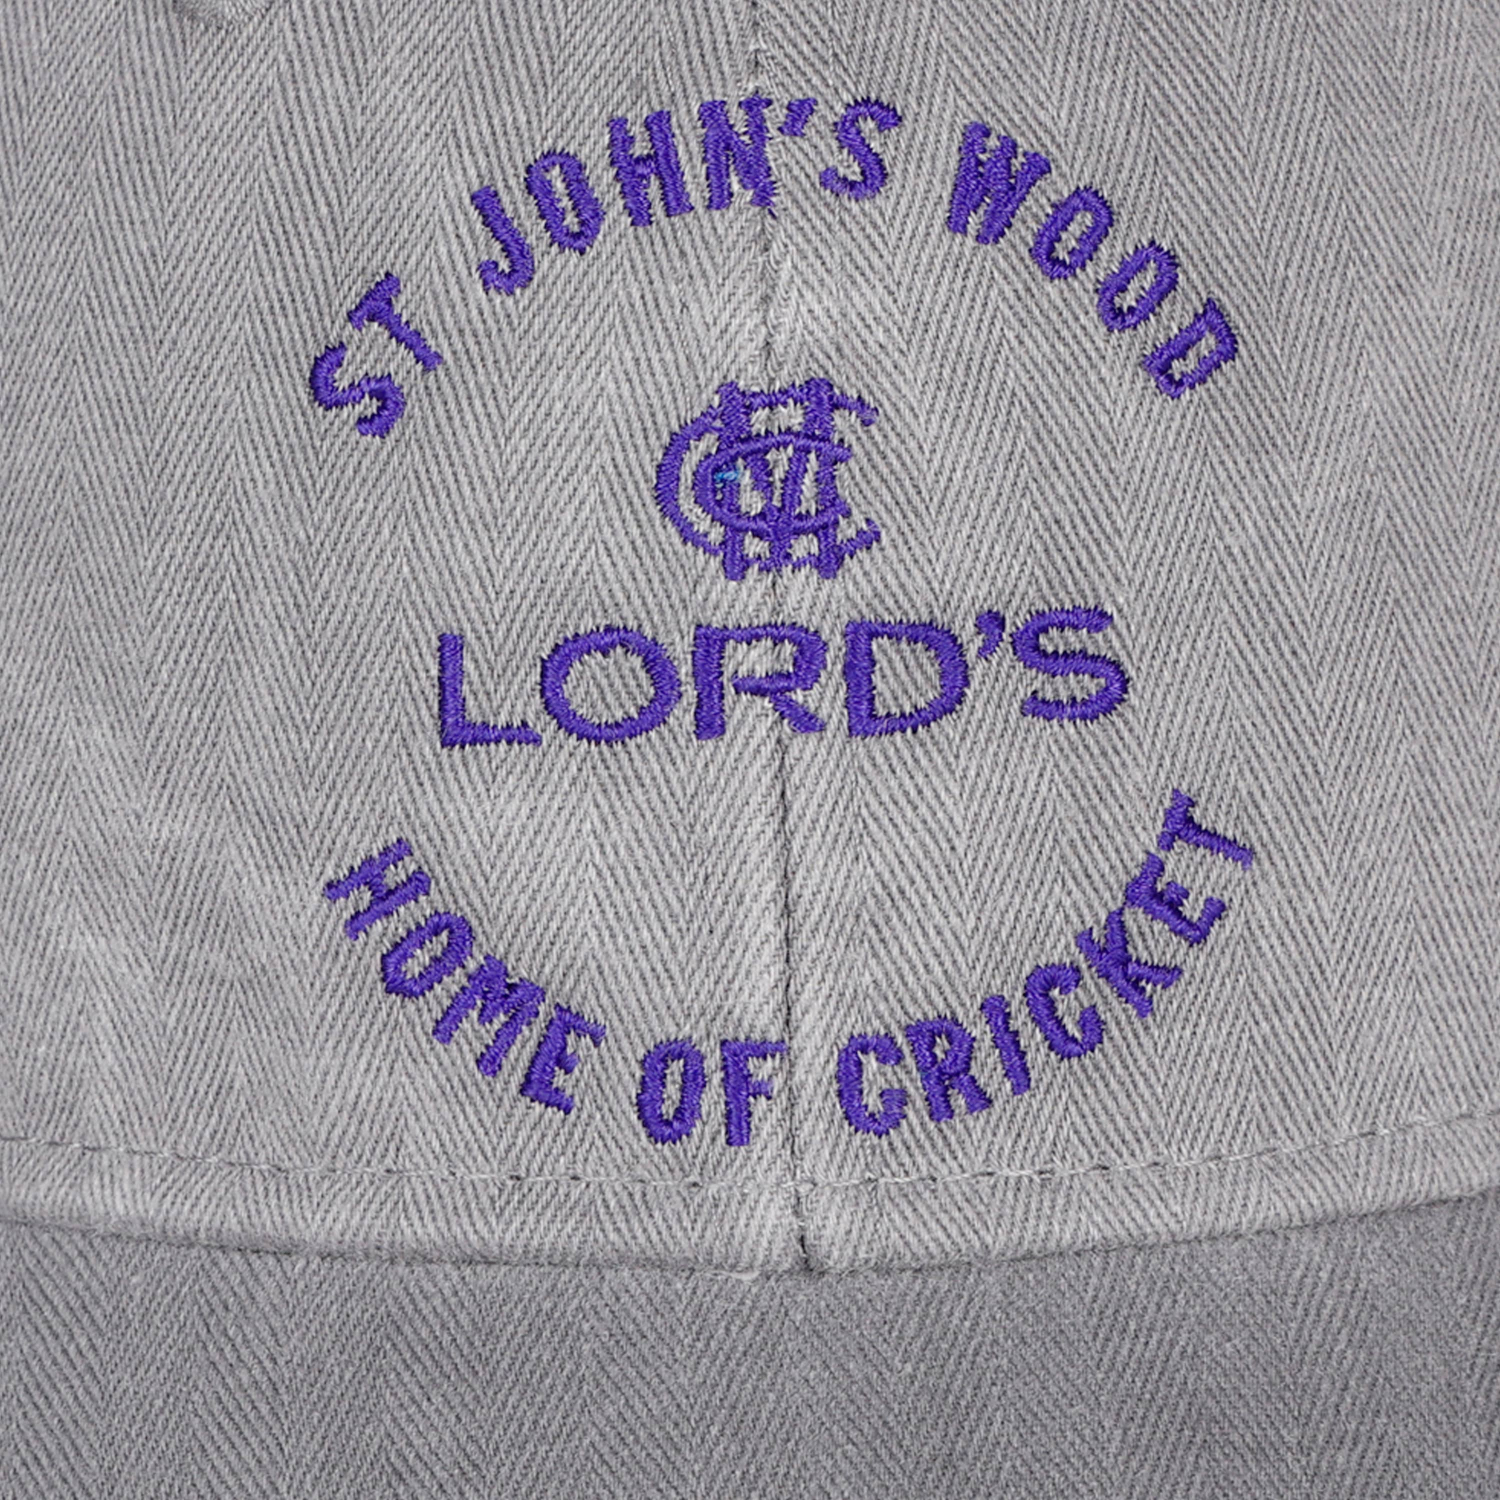 ST JOHN'S WOOD
MCC
LORD'S
HOME OF CRICKET